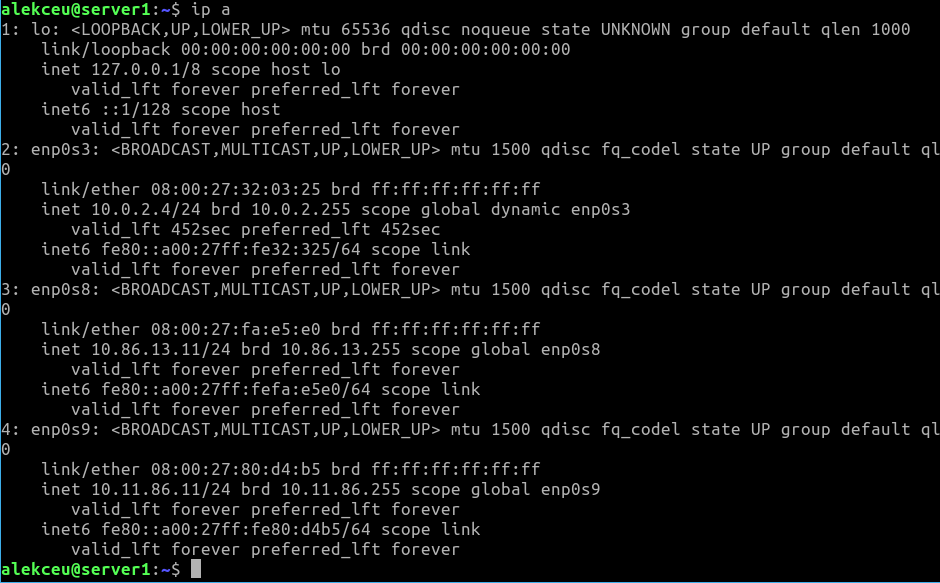 alekceu@server1:~$ ip a
1: lo: <LOOPBACK,UP,LOWER_UP> mtu 65536 qdisc noqueue state UNKNOWN group default qlen 1000
    link/loopback 00:00:00:00:00:00 brd 00:00:00:00:00:00
    inet 127.0.0.1/8 scope host lo
       valid_lft forever preferred_lft forever
    inet6 ::1/128 scope host
       valid_lft forever preferred_lft forever
2: enp0s3: <BROADCAST,MULTICAST,UP,LOWER_UP> mtu 1500 qdisc fq_codel state UP group default ql
0
    link/ether 08:00:27:32:03:25 brd ff:ff:ff:ff:ff:ff
    inet 10.0.2.4/24 brd 10.0.2.255 scope global dynamic enp0s3
       valid_lft 452sec preferred_lft 452sec
    inet6 fe80::a00:27ff:fe32:325/64 scope link
       valid_lft forever preferred_lft forever
3: enp0s8: <BROADCAST,MULTICAST,UP,LOWER_UP> mtu 1500 qdisc fq_codel state UP group default ql
0
    link/ether 08:00:27:fa:e5:e0 brd ff:ff:ff:ff:ff:ff
    inet 10.86.13.11/24 brd 10.86.13.255 scope global enp0s8
       valid_lft forever preferred_lft forever
    inet6 fe80::a00:27ff:fefa:e5e0/64 scope link
       valid_lft forever preferred_lft forever
4: enp0s9: <BROADCAST,MULTICAST,UP,LOWER_UP> mtu 1500 qdisc fq_codel state UP group default ql
0
    link/ether 08:00:27:80:d4:b5 brd ff:ff:ff:ff:ff:ff
    inet 10.11.86.11/24 brd 10.11.86.255 scope global enp0s9
       valid_lft forever preferred_lft forever
    inet6 fe80::a00:27ff:fe80:d4b5/64 scope link
       valid_lft forever preferred_lft forever
alekceu@server1:~$